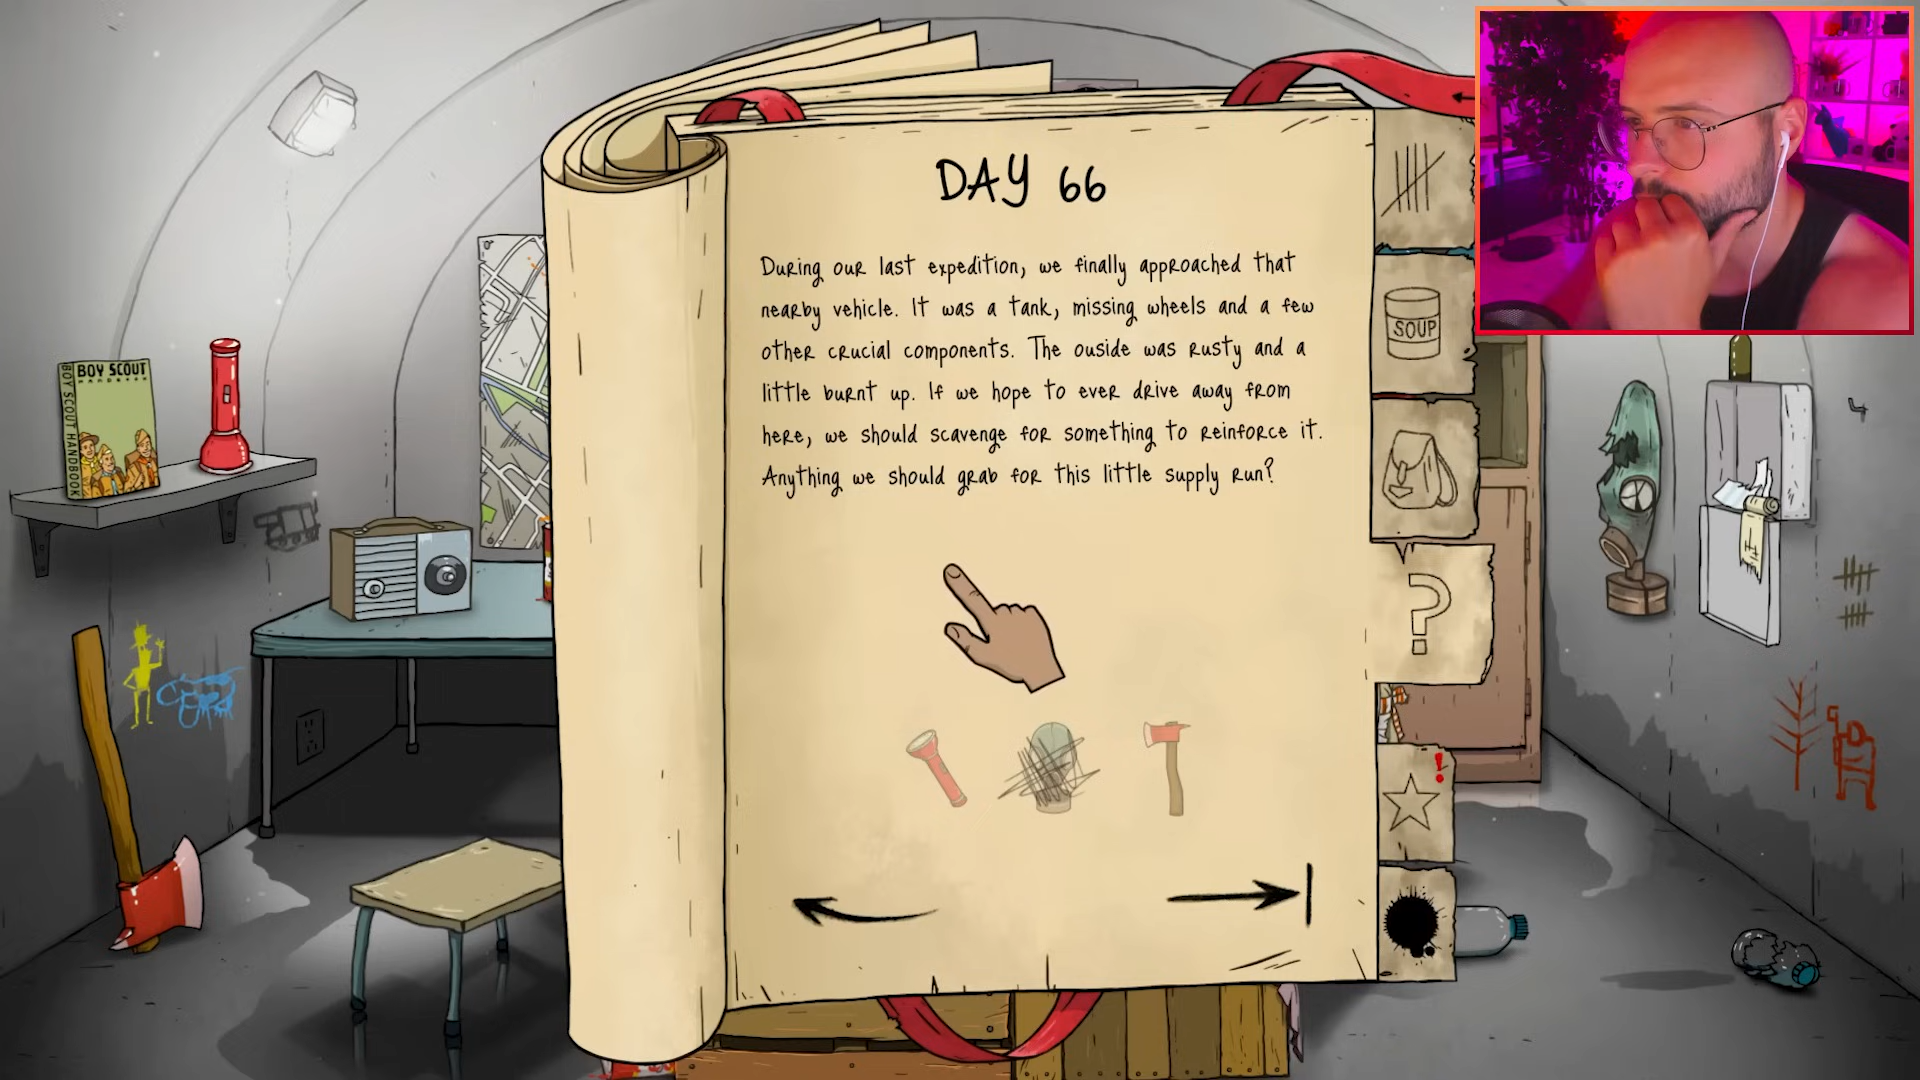 DAY 66
During our last expedition, we finally approached that
nearby vehicle. It was a tank, missing wheels and a few
other crucial components. The ouside was rusty and a
little burnt up. If we hope to ever drive away from
here, we should scavenge for something to reinforce it.
Anything we should grab for this little supply run?
SOUP
?
!
BOY SCOUT
HANDBOOK
BOY SCOUT HANDBOOK